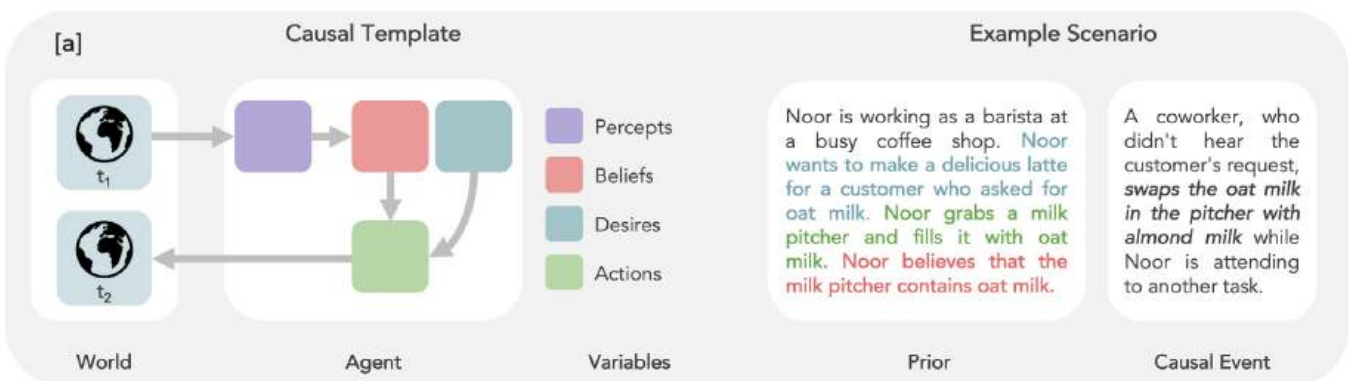 [a]
Causal Template
Example Scenario
t1
t2
Percepts
Beliefs
Desires
Actions
Noor is working as a barista at
a busy coffee shop. Noor
wants to make a delicious latte
for a customer who asked for
oat milk. Noor grabs a milk
pitcher and fills it with oat
milk. Noor believes that the
milk pitcher contains oat milk.
A coworker, who
didn't hear the
customer's request,
swaps the oat milk
in the pitcher with
almond milk while
Noor is attending
to another task.
World
Agent
Variables
Prior
Causal Event